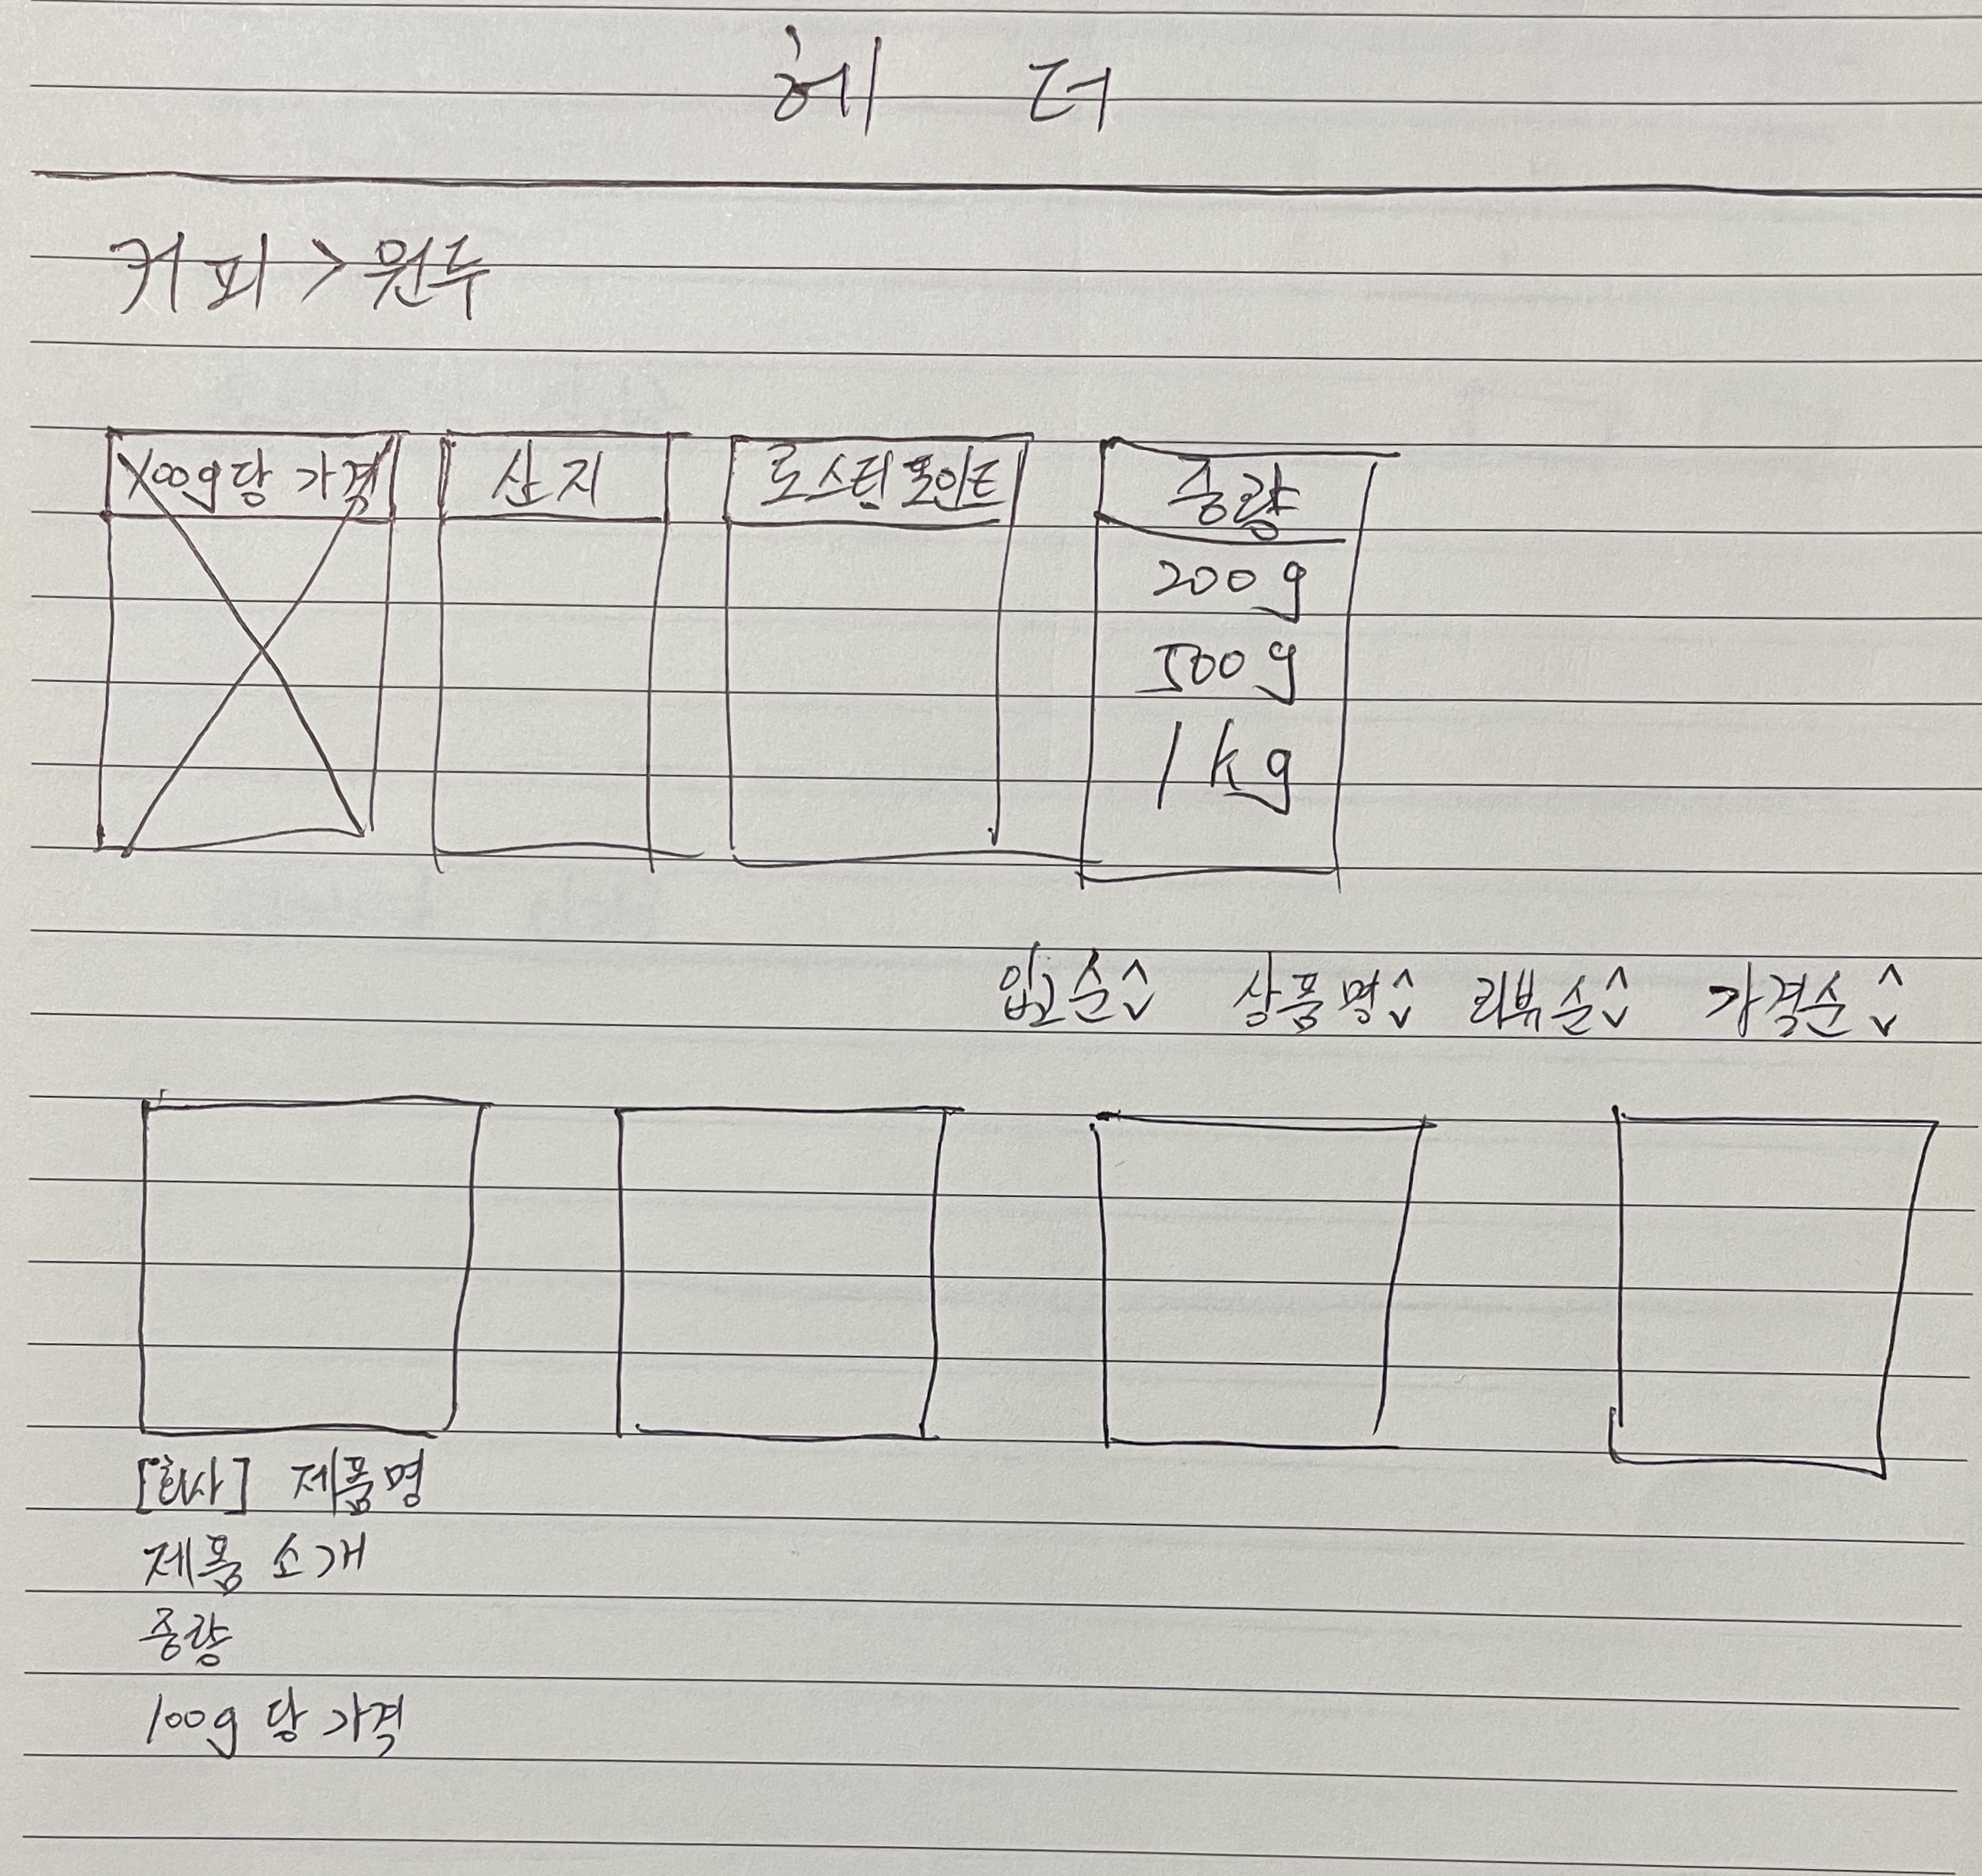 헤 더
커피 > 원두
100g당 가격 산지 로스팅 포인트 중량
200g
500g
1kg
입고순 상품명 리뷰순 가격순
[회사] 제품명
제품 소개
중량
100g 당 가격